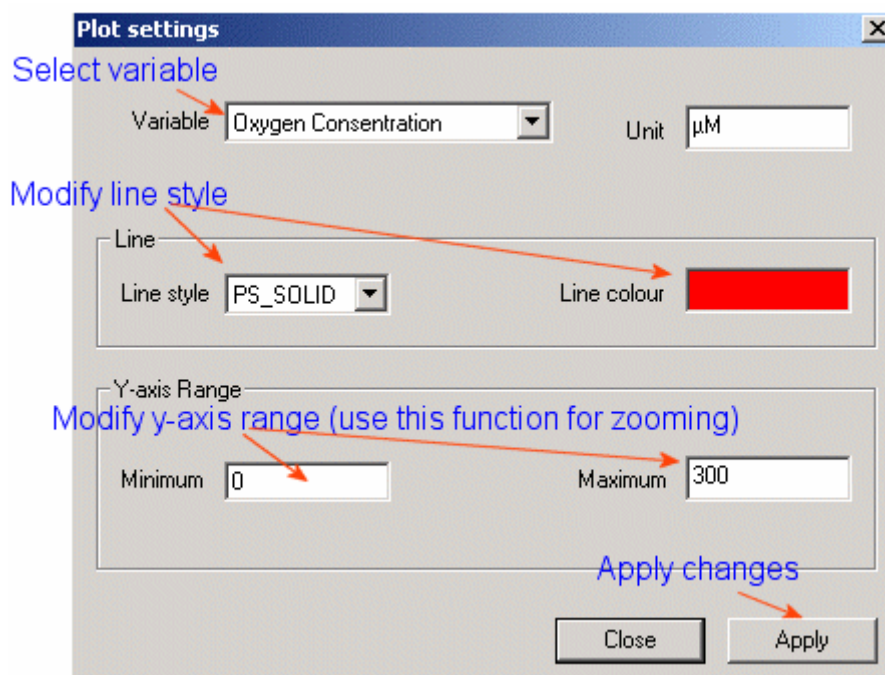 Plot settings
Select variable
Variable Oxygen Consentration Unit µM
Modify line style
Line
Line style PS_SOLID Line colour
Y-axis Range
Modify y-axis range (use this function for zooming)
Minimum 0 Maximum 300
Apply changes
Close Apply